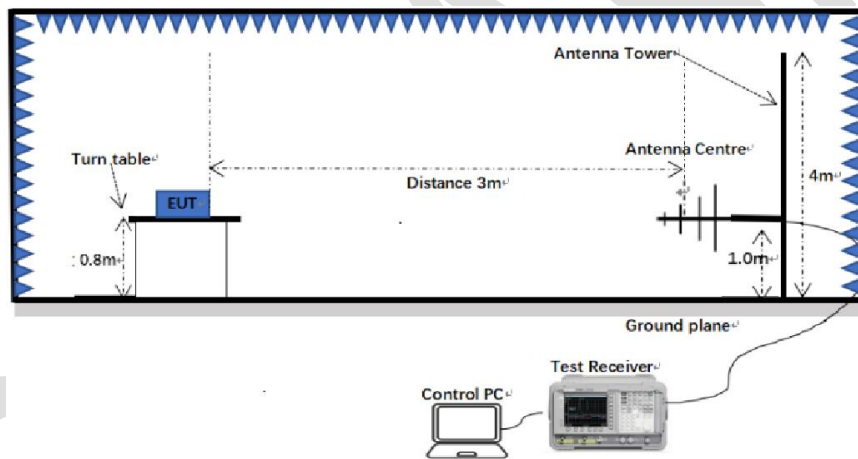 Antenna Tower
Turn table
Antenna Centre
Distance 3m
4m
EUT
: 0.8m
1.0m
Ground plane
Test Receiver
Control PC